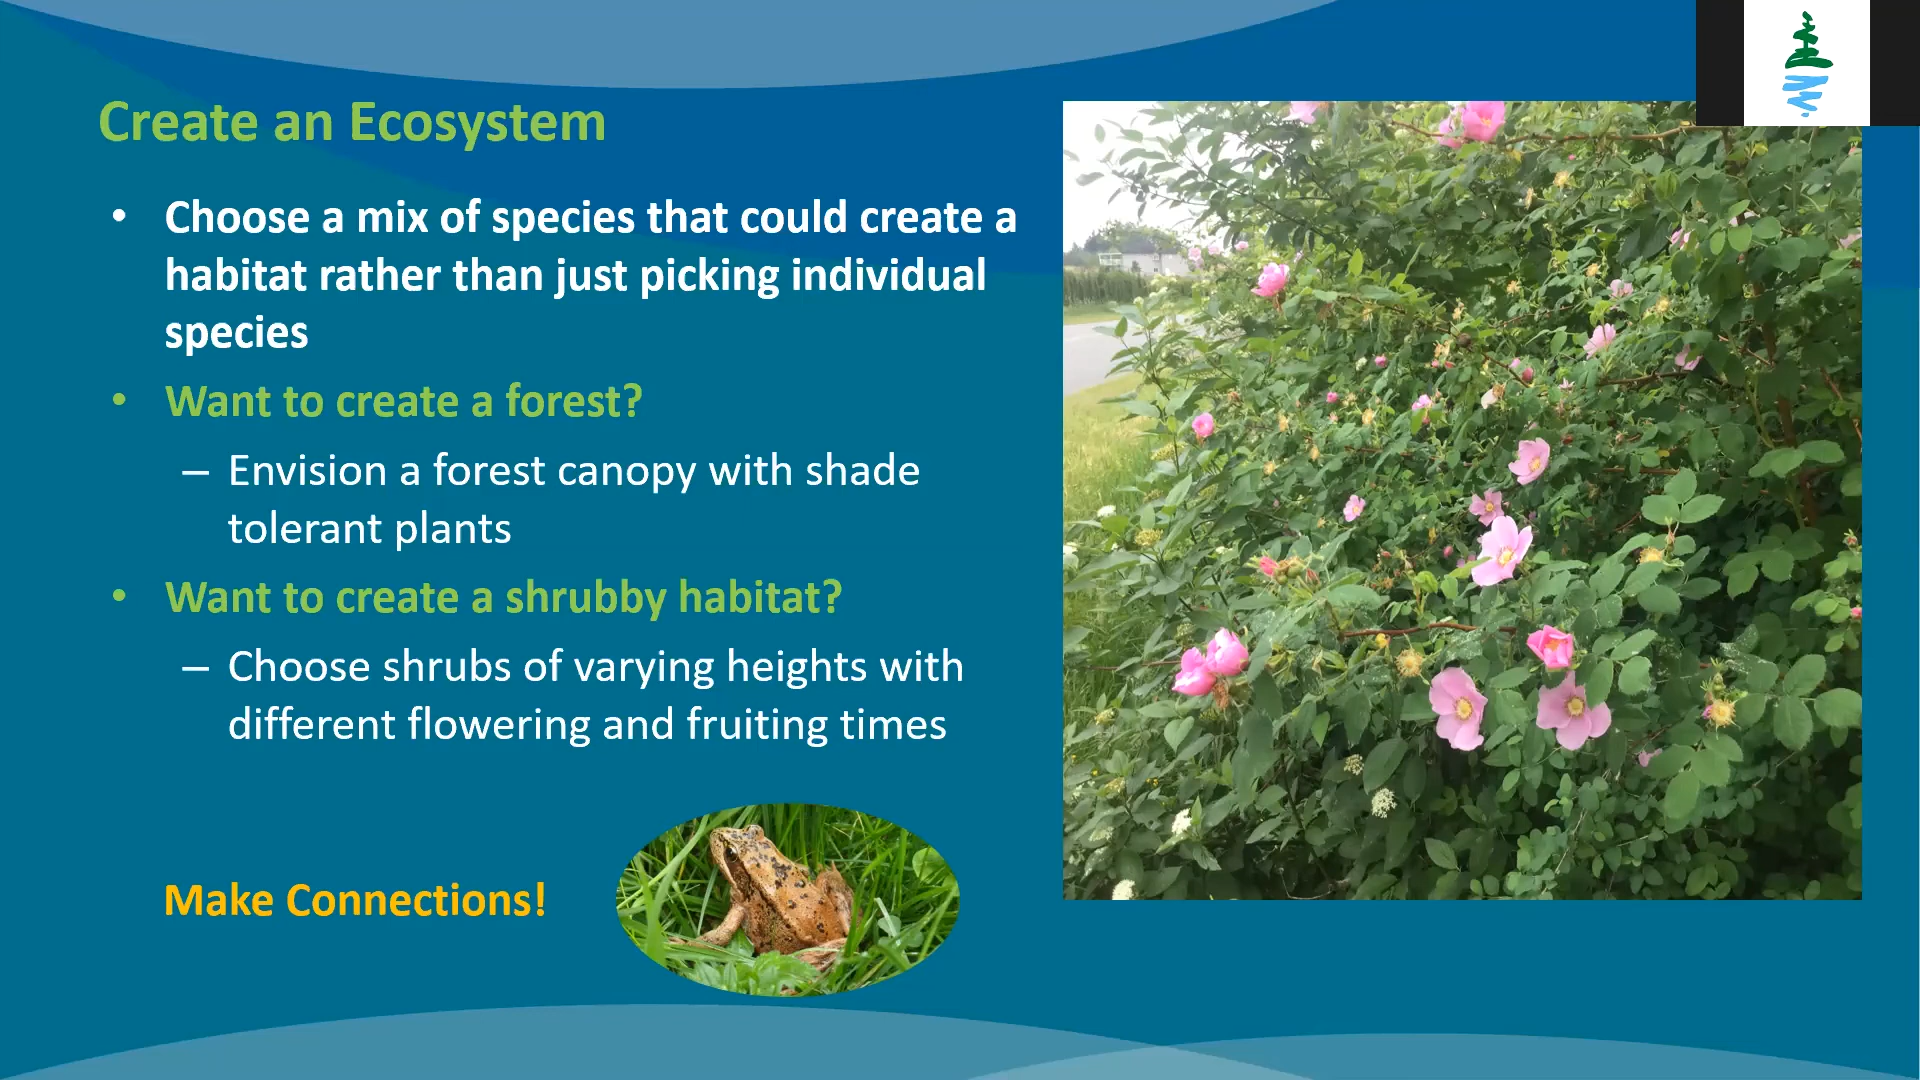 Create an Ecosystem
• Choose a mix of species that could create a
habitat rather than just picking individual
species
• Want to create a forest?
– Envision a forest canopy with shade
tolerant plants
• Want to create a shrubby habitat?
– Choose shrubs of varying heights with
different flowering and fruiting times
Make Connections!